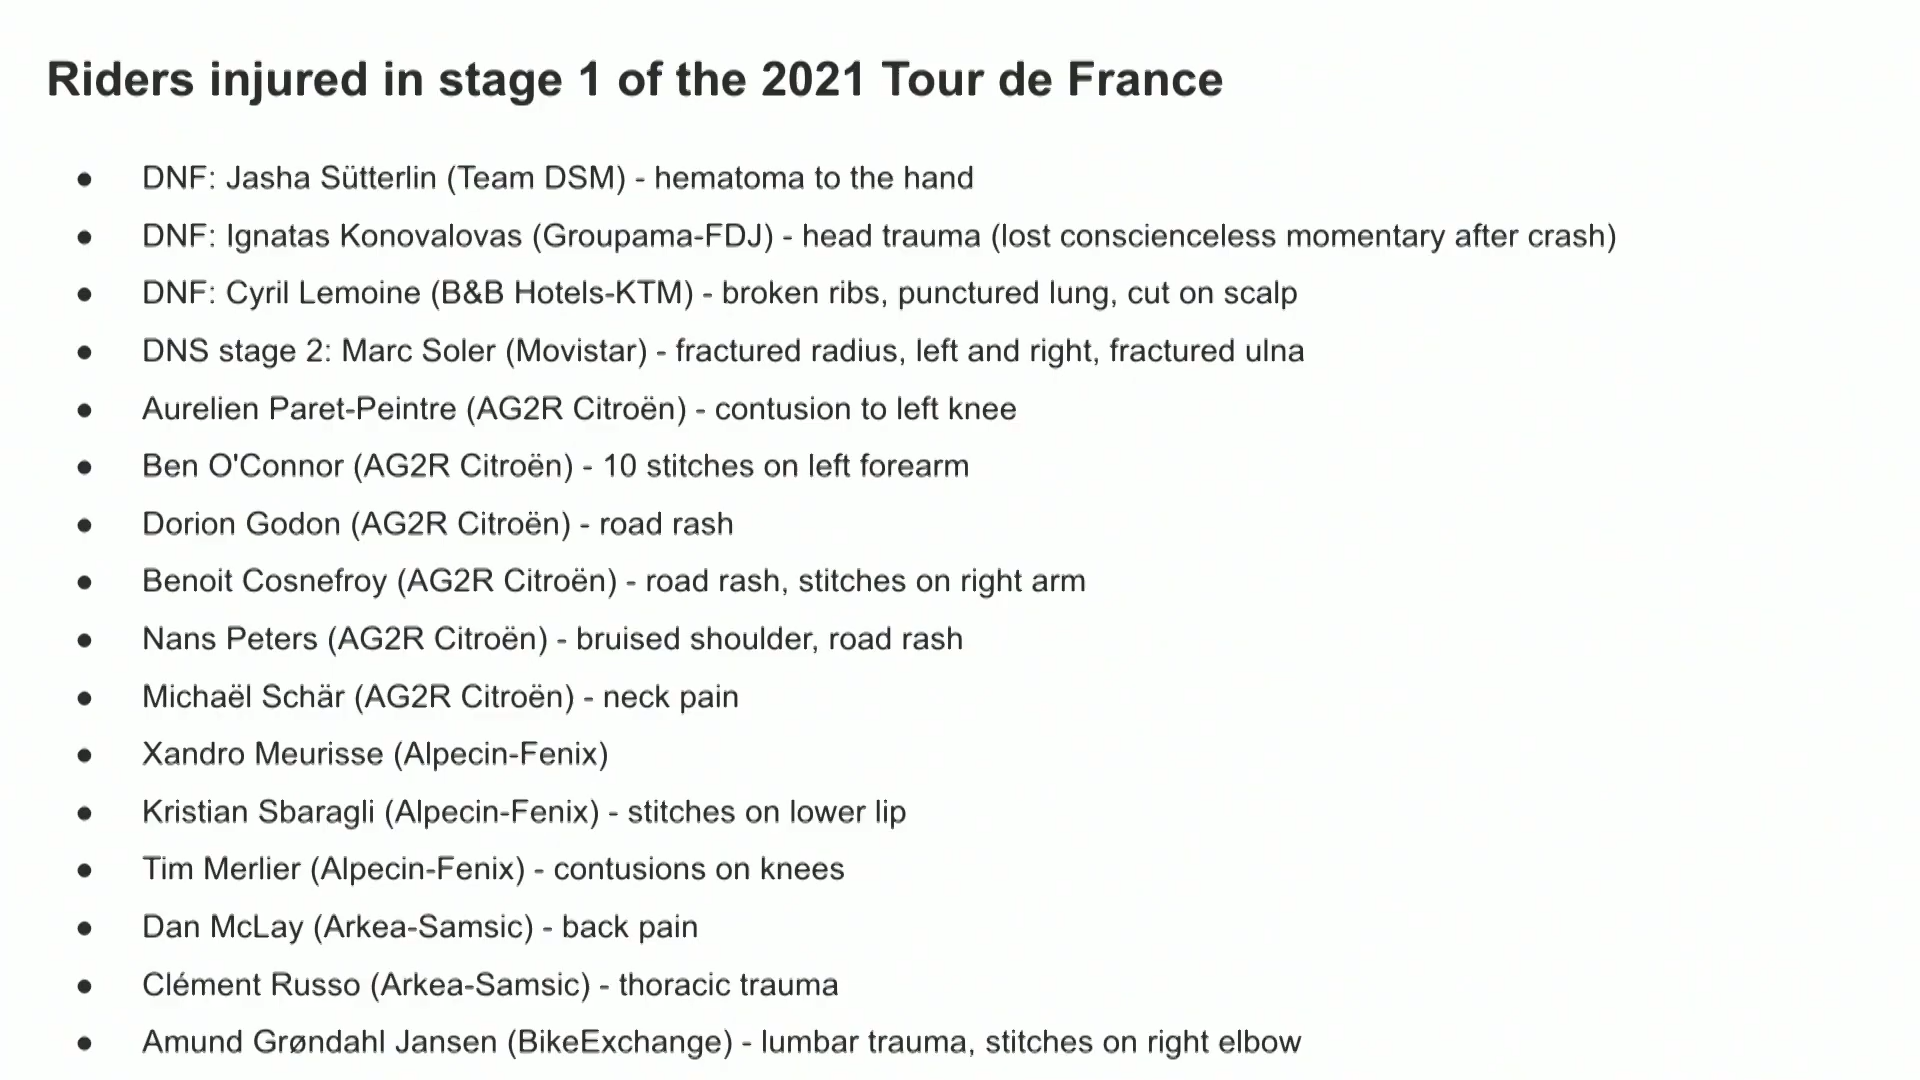 Riders injured in stage 1 of the 2021 Tour de France
● DNF: Jasha Sütterlin (Team DSM) - hematoma to the hand
● DNF: Ignatas Konovalovas (Groupama-FDJ) - head trauma (lost conscienceless momentary after crash)
● DNF: Cyril Lemoine (B&B Hotels-KTM) - broken ribs, punctured lung, cut on scalp
● DNS stage 2: Marc Soler (Movistar) - fractured radius, left and right, fractured ulna
● Aurelien Paret-Peintre (AG2R Citroën) - contusion to left knee
● Ben O'Connor (AG2R Citroën) - 10 stitches on left forearm
● Dorion Godon (AG2R Citroën) - road rash
● Benoit Cosnefroy (AG2R Citroën) - road rash, stitches on right arm
● Nans Peters (AG2R Citroën) - bruised shoulder, road rash
● Michaël Schär (AG2R Citroën) - neck pain
● Xandro Meurisse (Alpecin-Fenix)
● Kristian Sbaragli (Alpecin-Fenix) - stitches on lower lip
● Tim Merlier (Alpecin-Fenix) - contusions on knees
● Dan McLay (Arkea-Samsic) - back pain
● Clément Russo (Arkea-Samsic) - thoracic trauma
● Amund Grøndahl Jansen (BikeExchange) - lumbar trauma, stitches on right elbow